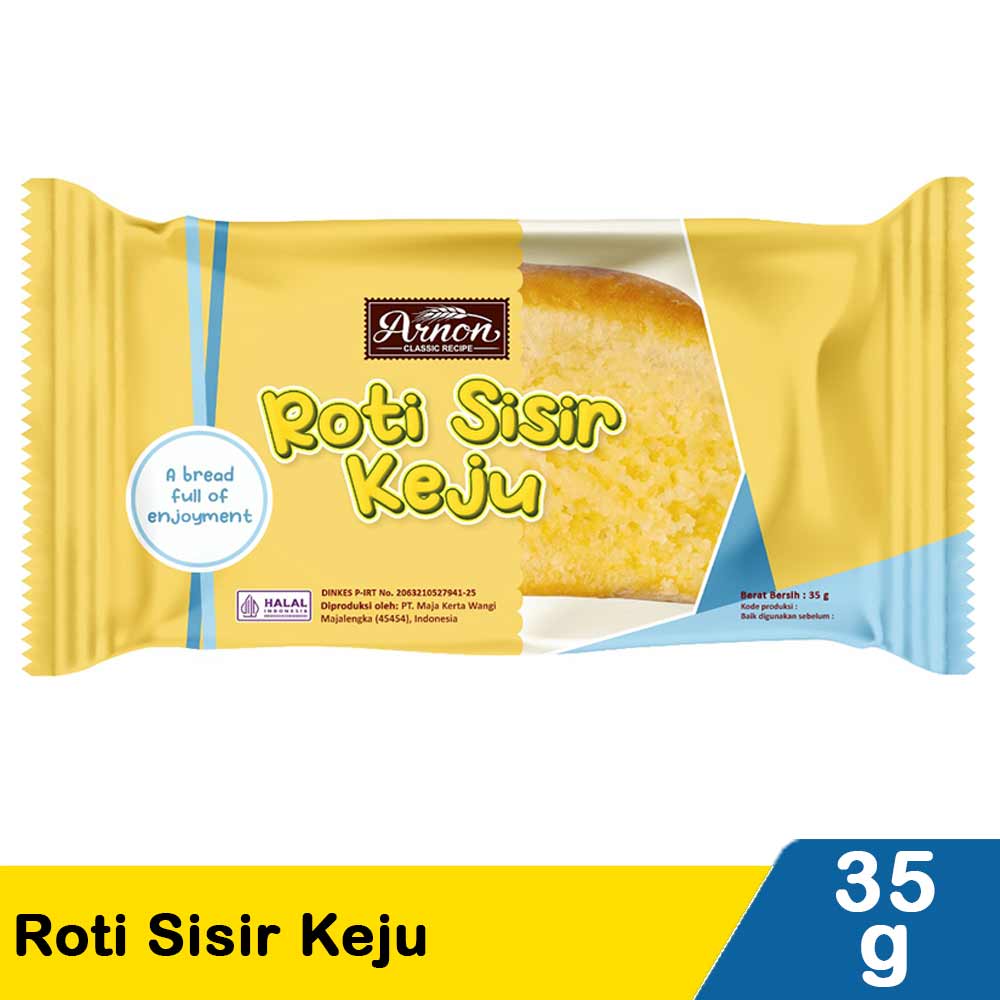 Arnon
CLASSIC RECIPE
Roti Sisir
Keju
A bread
full of
enjoyment
HALAL
INDONESIA
DINKES P-IRT No. 2063210527941-25
Diproduksi oleh: PT. Maja Kerta Wangi
Majalengka (45454), Indonesia
Berat Bersih : 35 g
Kode produksi :
Baik digunakan sebelum :
Roti Sisir Keju
35
g